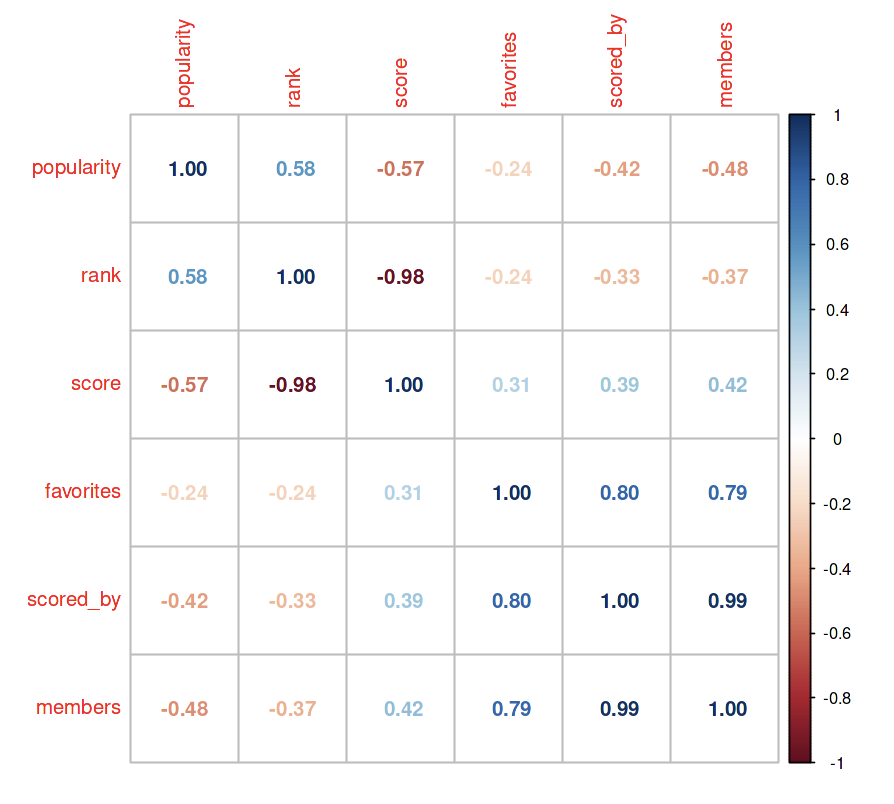 popularity rank score favorites scored_by members
popularity 1.00 0.58 -0.57 -0.24 -0.42 -0.48
rank 0.58 1.00 -0.98 -0.24 -0.33 -0.37
score -0.57 -0.98 1.00 0.31 0.39 0.42
favorites -0.24 -0.24 0.31 1.00 0.80 0.79
scored_by -0.42 -0.33 0.39 0.80 1.00 0.99
members -0.48 -0.37 0.42 0.79 0.99 1.00
1
0.8
0.6
0.4
0.2
0
-0.2
-0.4
-0.6
-0.8
-1